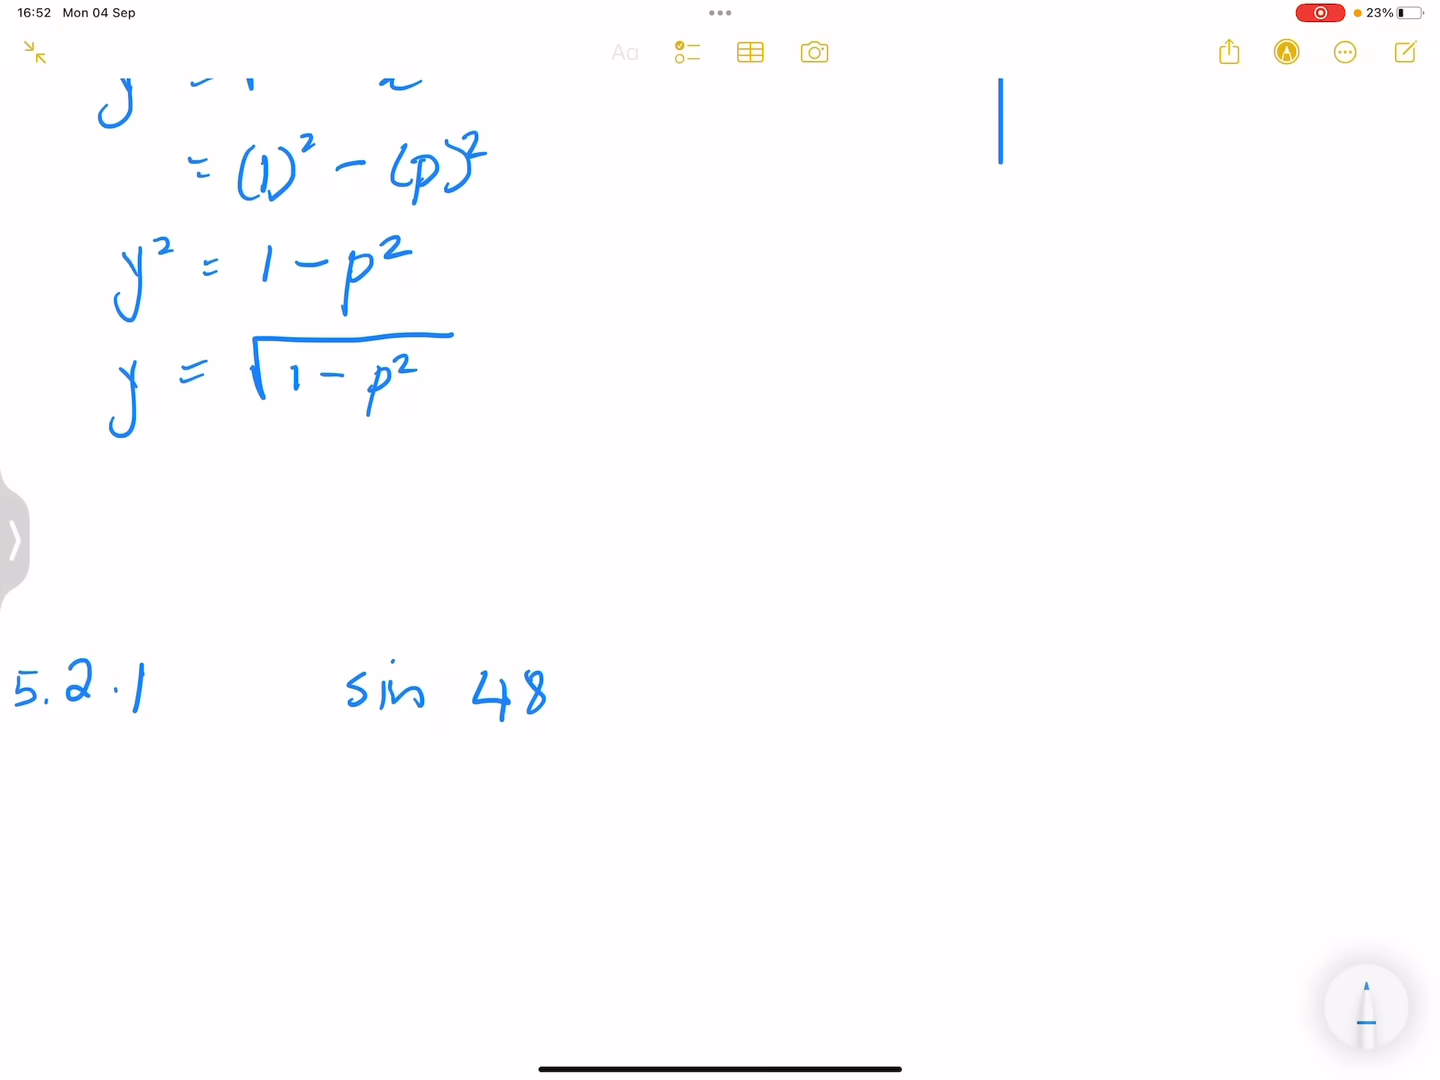 16:52 Mon 04 Sep 23%
Aa
= (1)² - (p)²
y² = 1 - p²
y = √1 - p²
5.2.1 sin 48